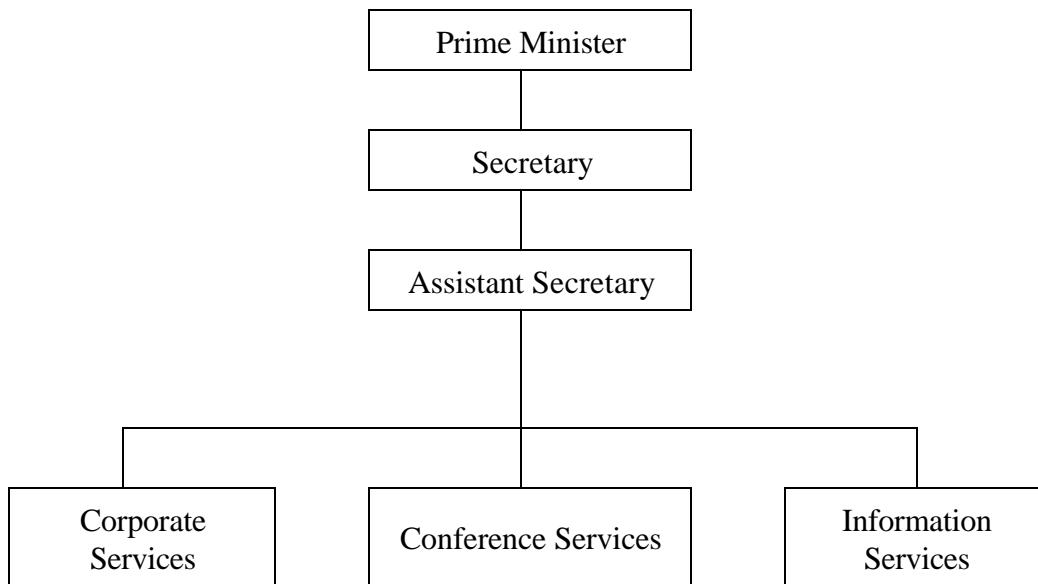 Prime Minister
Secretary
Assistant Secretary
Corporate
Services
Conference Services
Information
Services